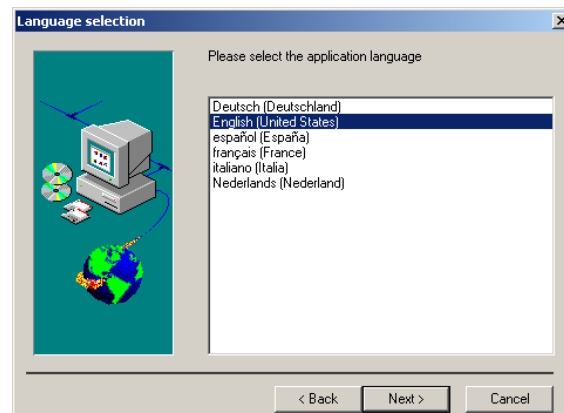 Language selection
Please select the application language
Deutsch (Deutschland)
English (United States)
español (España)
français (France)
italiano (Italia)
Nederlands (Nederland)
< Back
Next >
Cancel